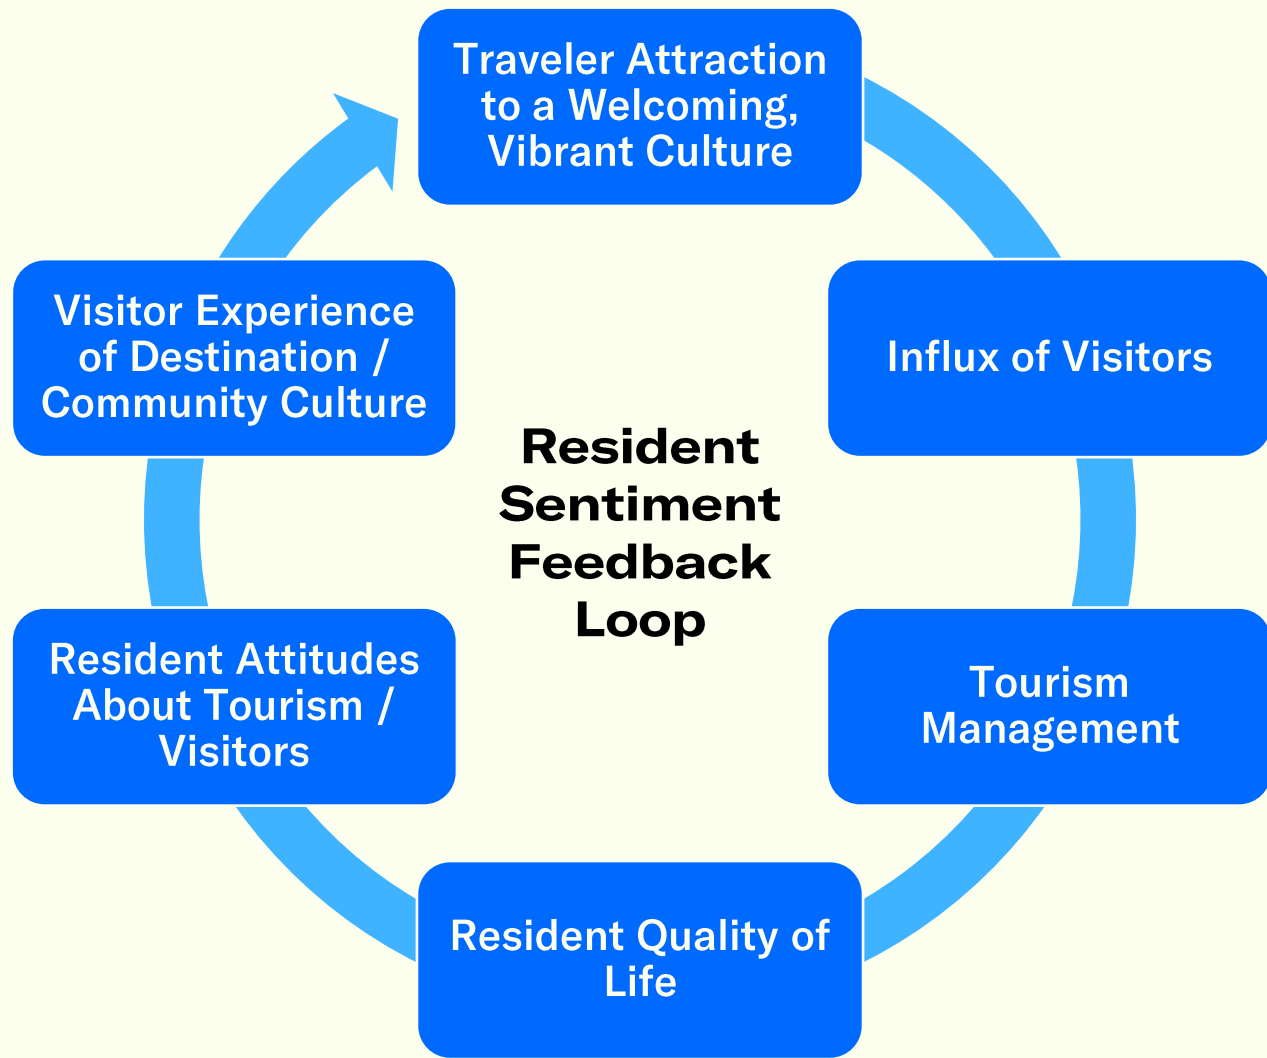 Traveler Attraction
to a Welcoming,
Vibrant Culture
Influx of Visitors
Tourism
Management
Resident Quality of
Life
Resident Attitudes
About Tourism /
Visitors
Visitor Experience
of Destination /
Community Culture
Resident
Sentiment
Feedback
Loop